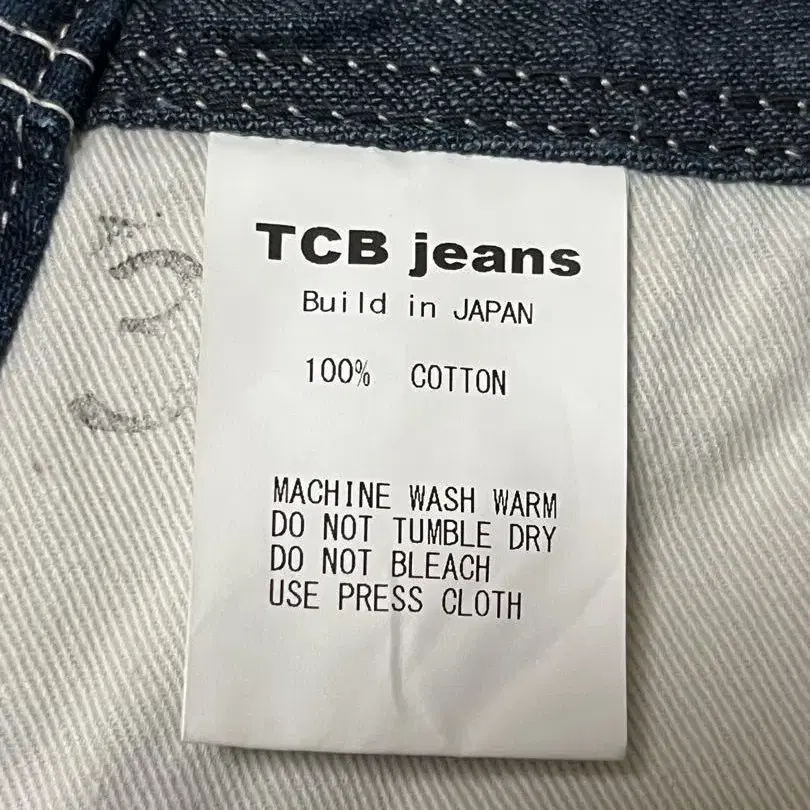 TCB jeans
Build in JAPAN
100% COTTON
MACHINE WASH WARM
DO NOT TUMBLE DRY
DO NOT BLEACH
USE PRESS CLOTH